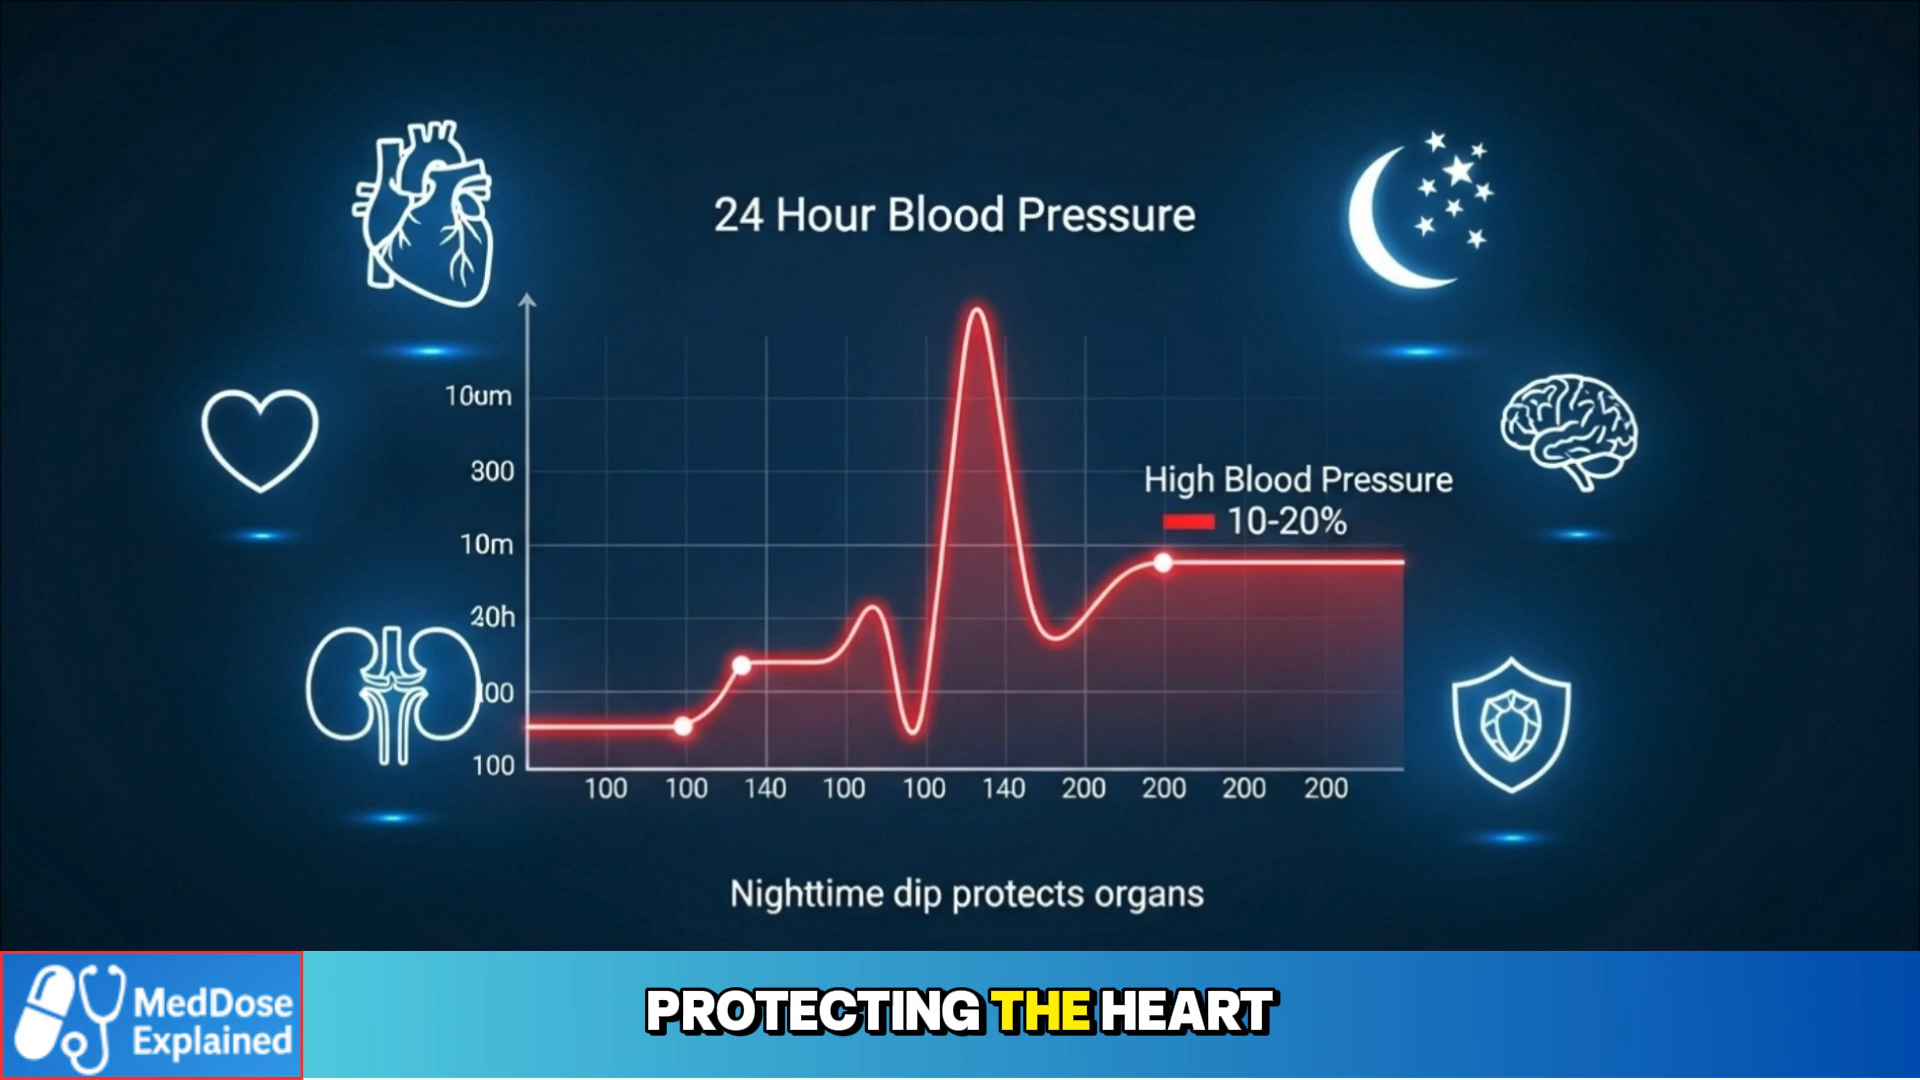 24 Hour Blood Pressure
10um
300
10m
20h
100
100
High Blood Pressure
10-20%
100 100 140 100 100 140 200 200 200 200
Nighttime dip protects organs
MedDose
Explained
PROTECTING THE HEART